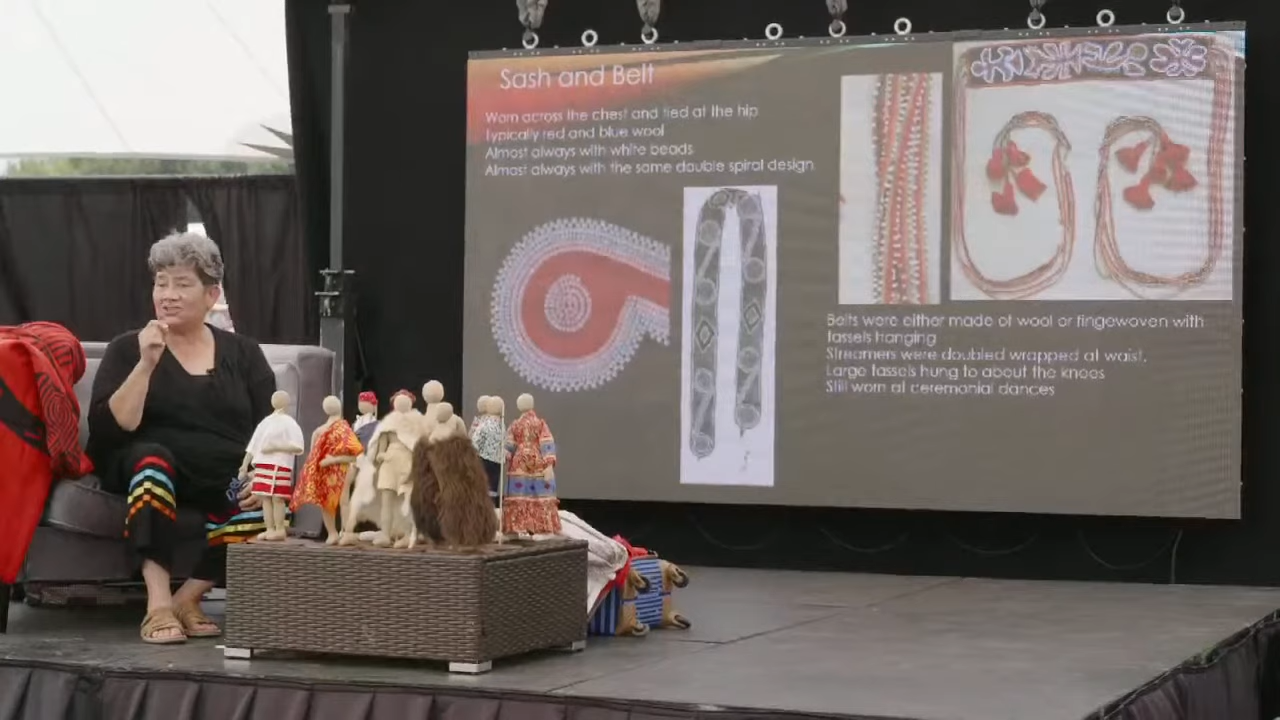 Sash and Belt
Worn across the chest and tied at the hip
Typically red and blue wool
Almost always with white beads
Almost always with the same double spiral design
Belts were either made of wool or fingewoven with
tassels hanging
Streamers were doubled wrapped at waist.
Large tassels hung to about the knees
Still worn at ceremonial dances